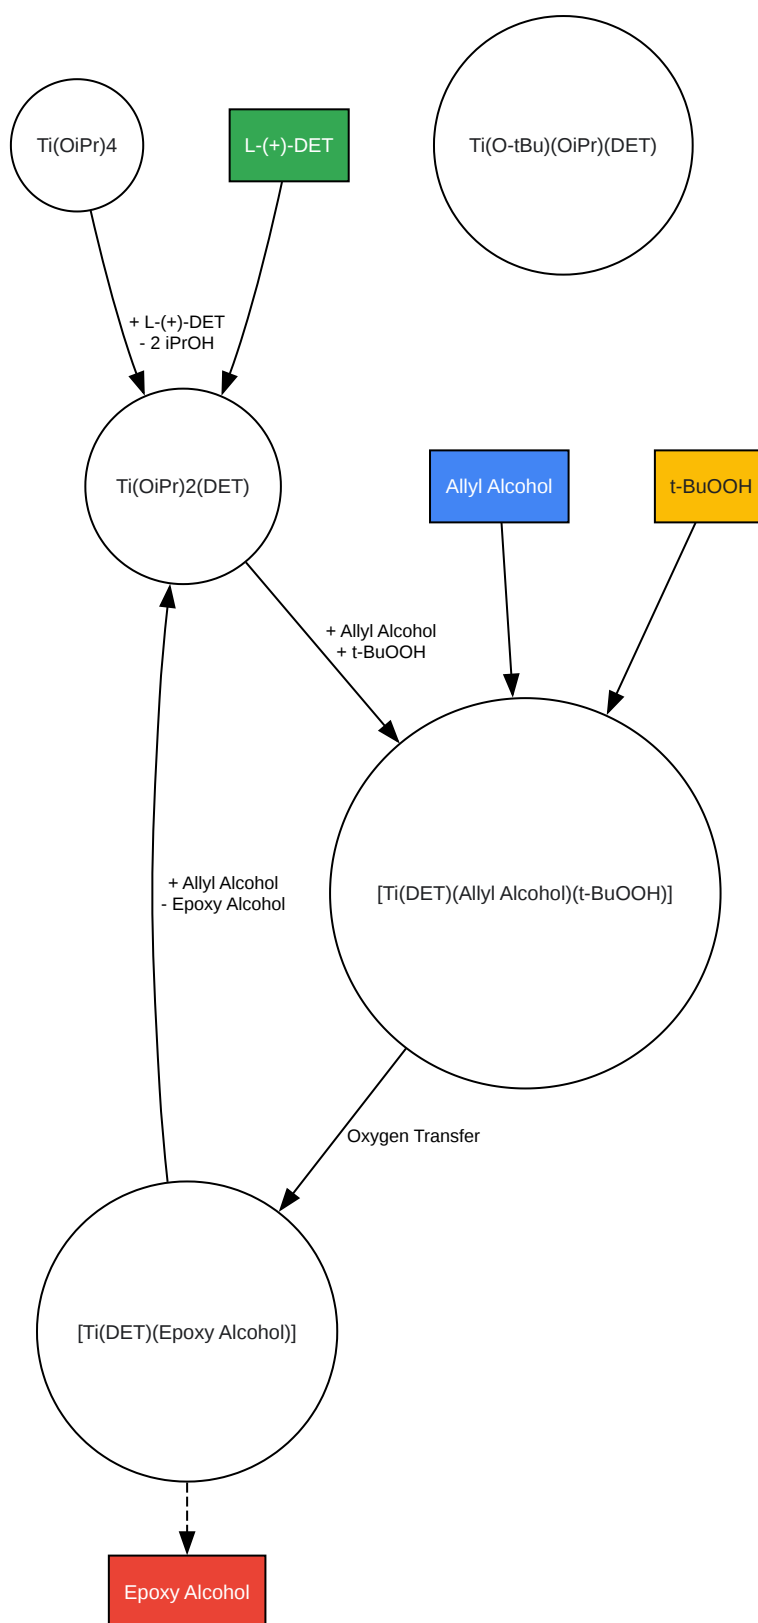 Ti(OiPr)4
L-(+)-DET
Ti(O-tBu)(OiPr)(DET)
+ L-(+)-DET
- 2 iPrOH
Ti(OiPr)2(DET)
Allyl Alcohol
t-BuOOH
+ Allyl Alcohol
+ t-BuOOH
[Ti(DET)(Allyl Alcohol)(t-BuOOH)]
+ Allyl Alcohol
- Epoxy Alcohol
Oxygen Transfer
[Ti(DET)(Epoxy Alcohol)]
Epoxy Alcohol